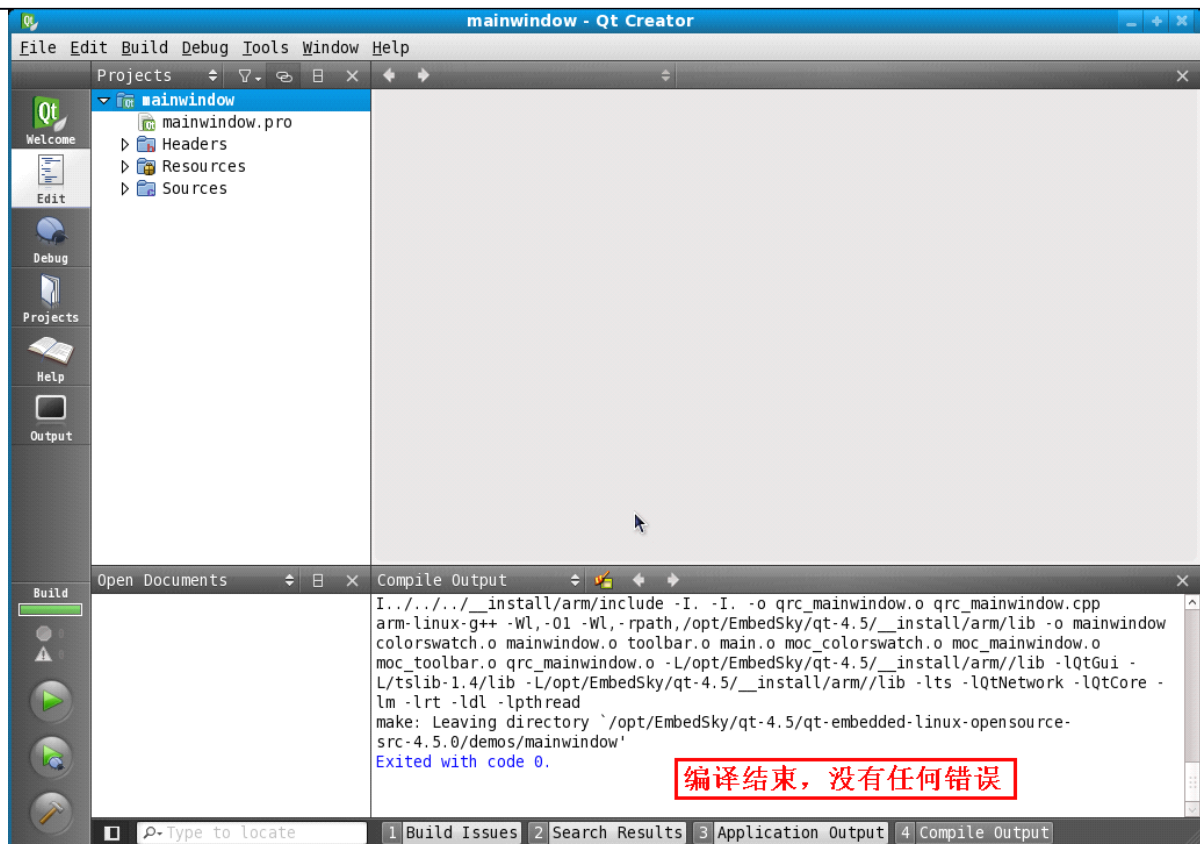 mainwindow - Qt Creator
File Edit Build Debug Tools Window Help
Projects
mainwindow
mainwindow.pro
Headers
Resources
Sources
Qt
Welcome
Edit
Debug
Projects
Help
Output
Open Documents
Compile Output
I../../../__install/arm/include -I. -I. -o qrc_mainwindow.o qrc_mainwindow.cpp
arm-linux-g++ -Wl,-O1 -Wl,-rpath,/opt/EmbedSky/qt-4.5/__install/arm/lib -o mainwindow
colorswatch.o mainwindow.o toolbar.o main.o moc_colorswatch.o moc_mainwindow.o
moc_toolbar.o qrc_mainwindow.o -L/opt/EmbedSky/qt-4.5/__install/arm//lib -lQtGui -
L/tslib-1.4/lib -L/opt/EmbedSky/qt-4.5/__install/arm//lib -lts -lQtNetwork -lQtCore -
lm -lrt -ldl -lpthread
make: Leaving directory `/opt/EmbedSky/qt-4.5/qt-embedded-linux-opensource-
src-4.5.0/demos/mainwindow'
Exited with code 0.
编译结束，没有任何错误
Build
0
0
Type to locate
1 Build Issues 2 Search Results 3 Application Output 4 Compile Output